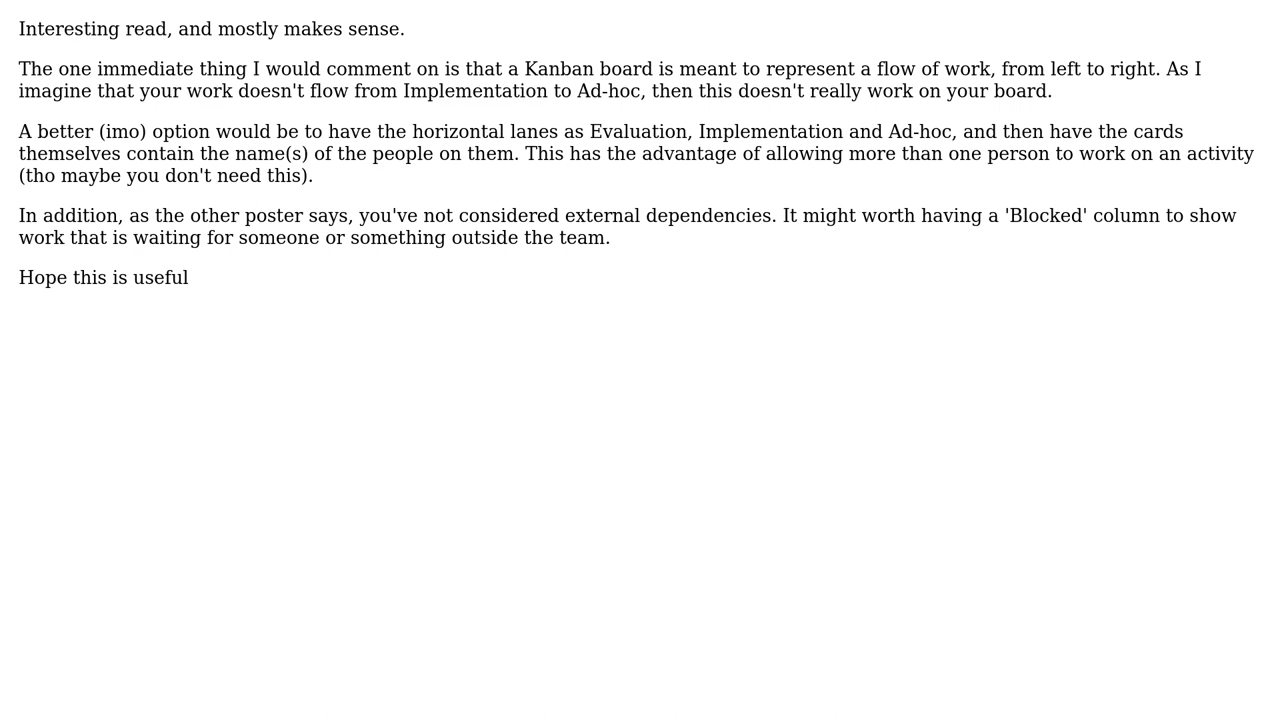 Interesting read, and mostly makes sense.
The one immediate thing I would comment on is that a Kanban board is meant to represent a flow of work, from left to right. As I
imagine that your work doesn't flow from Implementation to Ad-hoc, then this doesn't really work on your board.
A better (imo) option would be to have the horizontal lanes as Evaluation, Implementation and Ad-hoc, and then have the cards
themselves contain the name(s) of the people on them. This has the advantage of allowing more than one person to work on an activity
(tho maybe you don't need this).
In addition, as the other poster says, you've not considered external dependencies. It might worth having a 'Blocked' column to show
work that is waiting for someone or something outside the team.
Hope this is useful